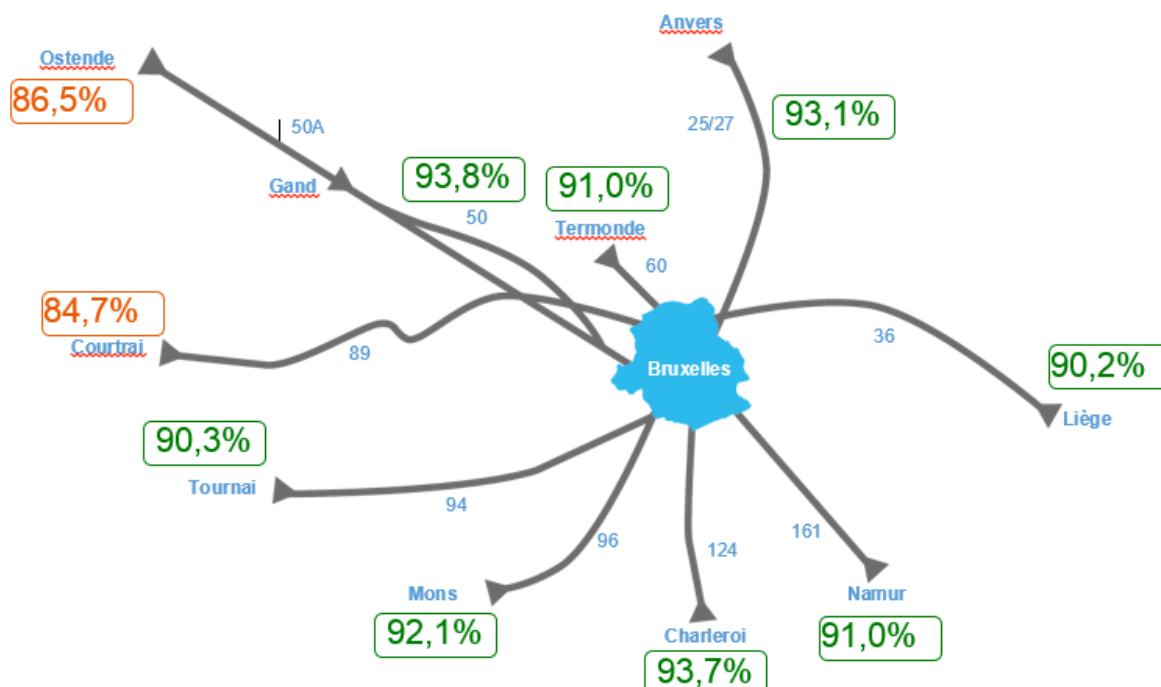 Anvers
Ostende
86,5%
93,1%
25/27
50A
93,8%
91,0%
Gand
50
Termonde
60
84,7%
Courtrai
89
36
Bruxelles
90,2%
Liège
90,3%
Tournai
94
96
124
161
Mons
92,1%
Namur
91,0%
Charleroi
93,7%